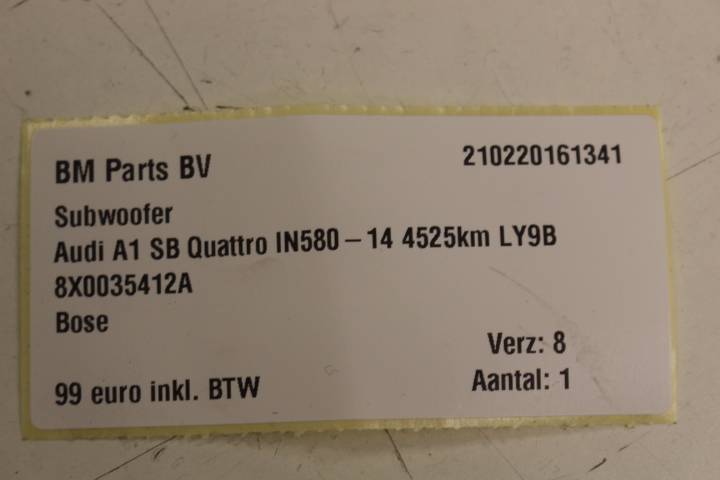 BM Parts BV 210220161341
Subwoofer
Audi A1 SB Quattro IN580 – 14 4525km LY9B
8X0035412A
Bose
Verz: 8
99 euro inkl. BTW Aantal: 1